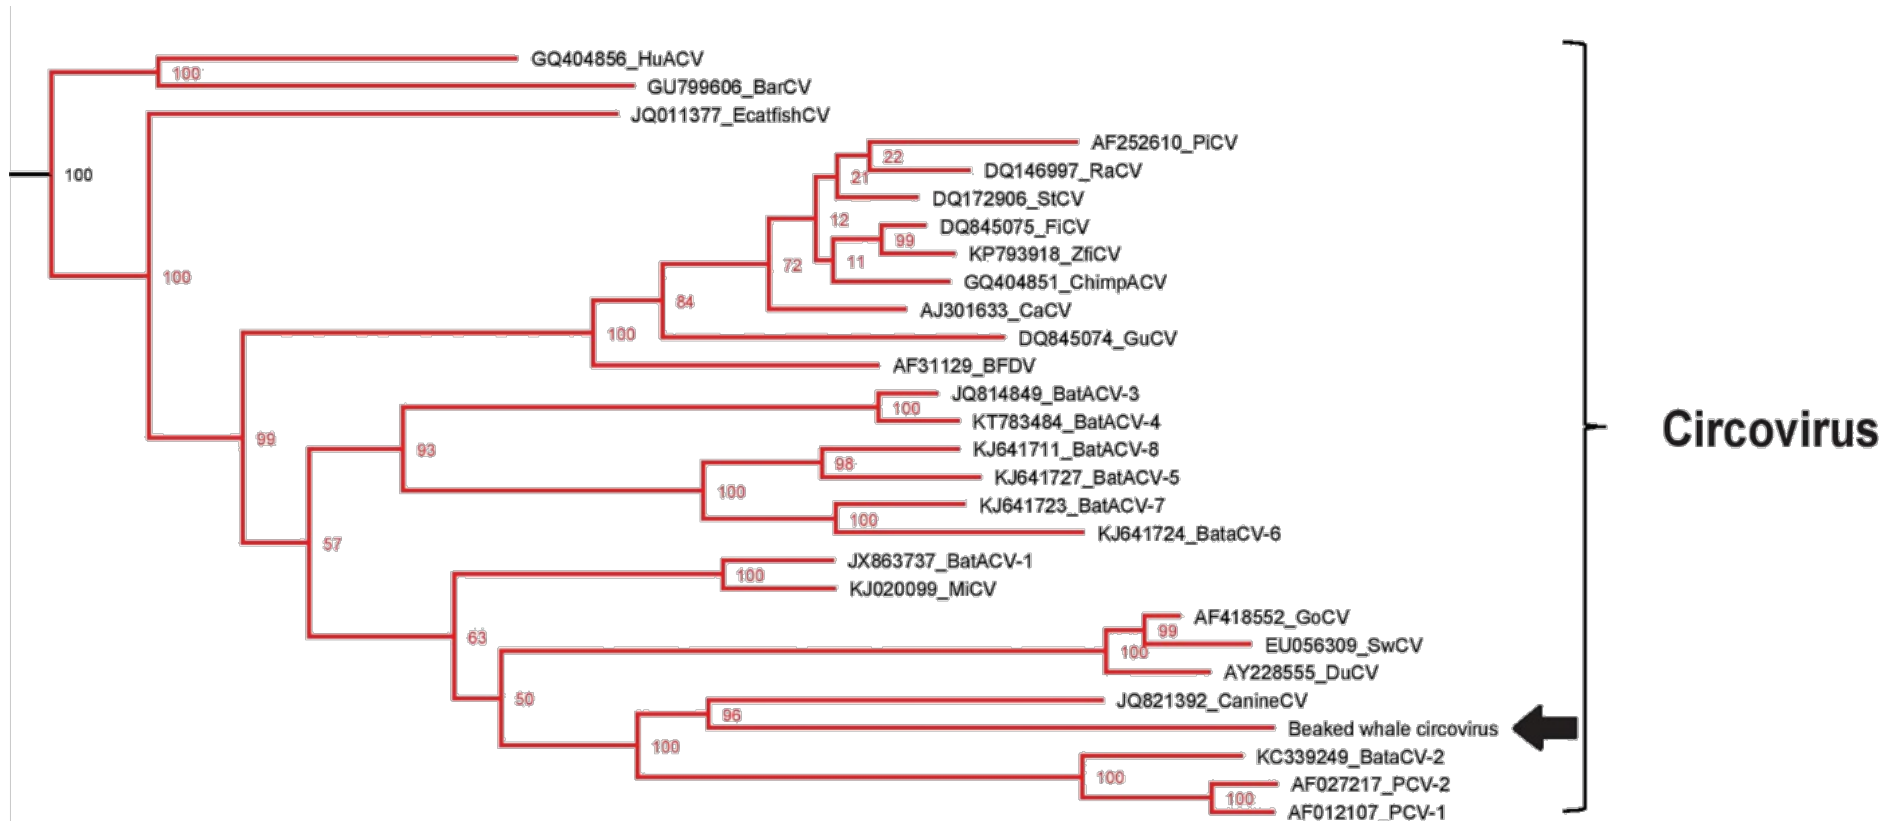 GQ404856_HuACV
100
GU799606_BarCV
JQ011377_EcatfishCV
AF252610_PiCV
22
DQ146997_RaCV
21
100
DQ172906_StCV
12
DQ845075_FiCV
99
KP793918_ZfiCV
11
72
100
GQ404851_ChimpACV
84
AJ301633_CaCV
100
DQ845074_GuCV
AF31129_BFDV
JQ814849_BatACV-3
100
KT783484_BatACV-4
Circovirus
99
93
KJ641711_BatACV-8
98
KJ641727_BatACV-5
100
KJ641723_BatACV-7
100
KJ641724_BataCV-6
57
JX863737_BatACV-1
100
KJ020099_MiCV
AF418552_GoCV
99
63
EU056309_SwCV
100
AY228555_DuCV
50
JQ821392_CanineCV
96
Beaked whale circovirus
100
KC339249_BataCV-2
100
AF027217_PCV-2
100
AF012107_PCV-1